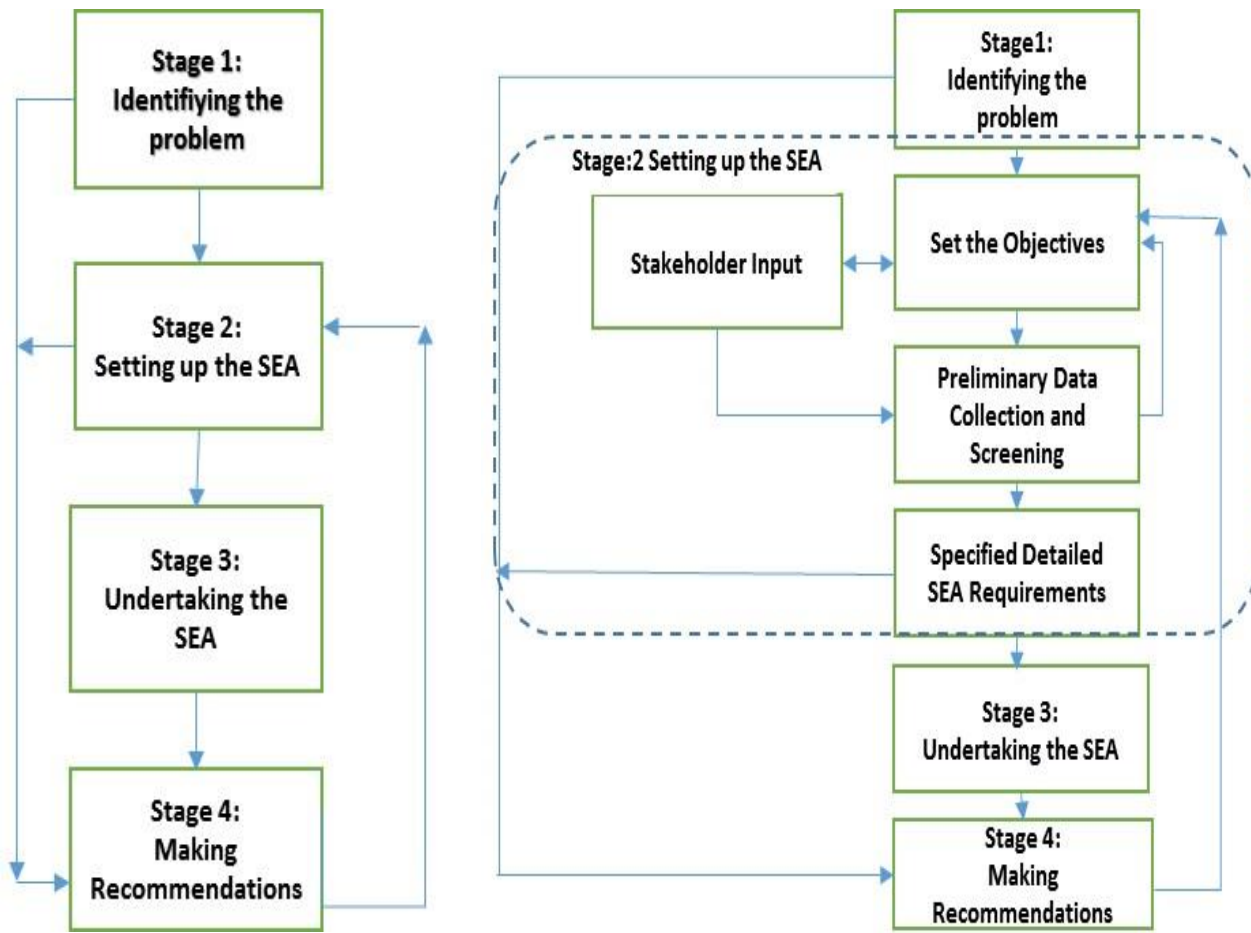 Stage 1:
Identifiying the
problem
Stage 2:
Setting up the SEA
Stage 3:
Undertaking the
SEA
Stage 4:
Making
Recommendations
Stage1:
Identifying the
problem
Stage:2 Setting up the SEA
Stakeholder Input
Set the Objectives
Preliminary Data
Collection and
Screening
Specified Detailed
SEA Requirements
Stage 3:
Undertaking the SEA
Stage 4:
Making
Recommendations